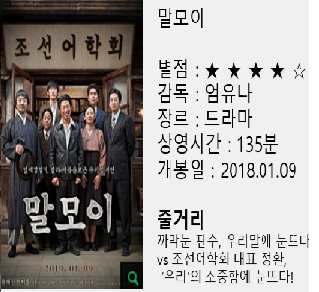 조선어학회
말모이
2019. 01. 09
말모이
별점 : ★ ★ ★ ★ ☆
감독 : 엄유나
장르 : 드라마
상영시간 : 135분
개봉일 : 2018.01.09
줄거리
까막눈 판수, 우리말에 눈뜨다
vs 조선어학회 대표 정환,
‘우리’의 소중함에 눈뜨다!